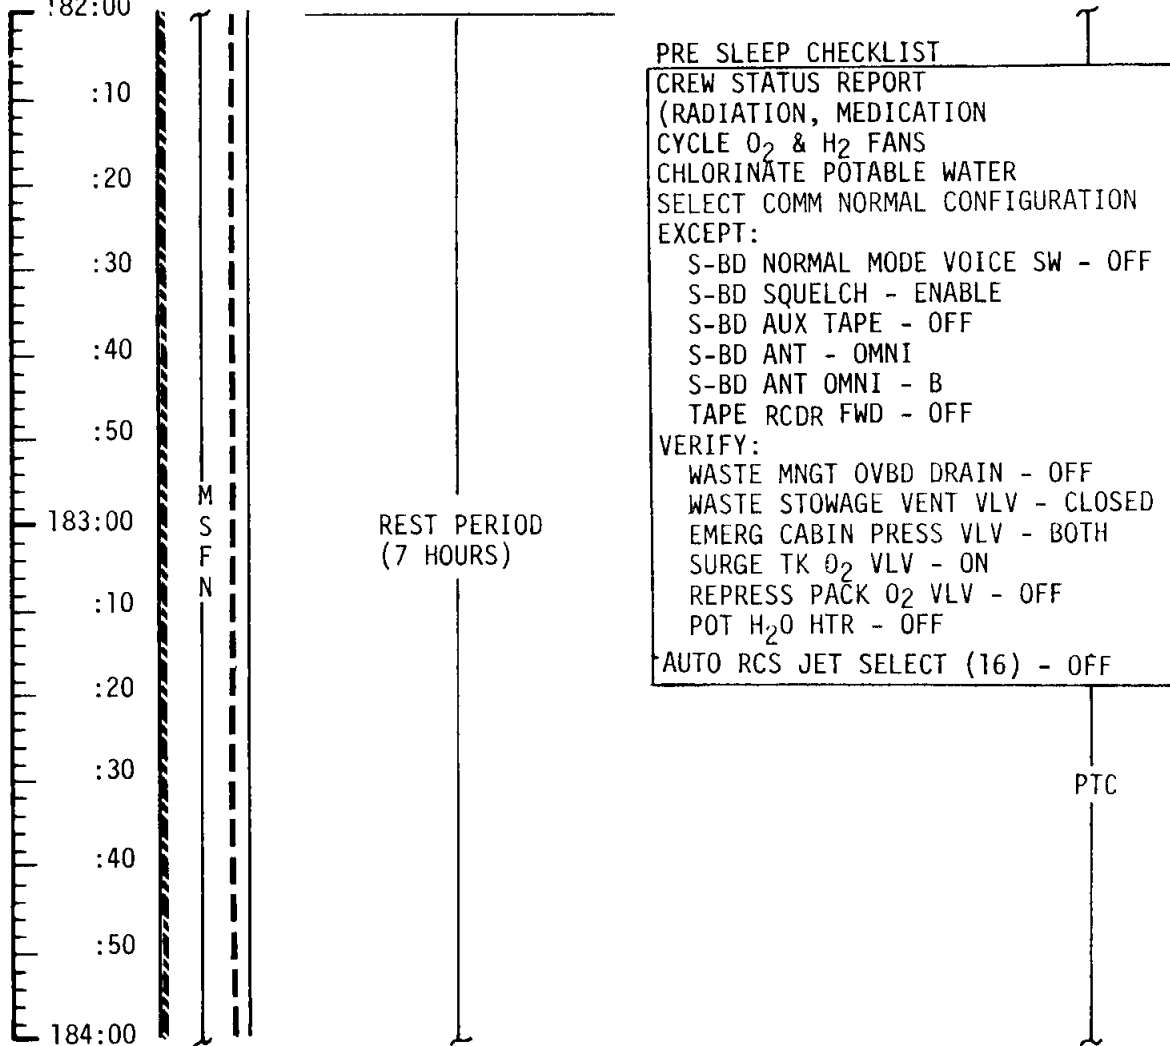 182:00
:10
:20
:30
:40
:50
183:00
:10
:20
:30
:40
:50
184:00
MSFN
REST PERIOD
(7 HOURS)
PRE SLEEP CHECKLIST
CREW STATUS REPORT
(RADIATION, MEDICATION
CYCLE O2 & H2 FANS
CHLORINATE POTABLE WATER
SELECT COMM NORMAL CONFIGURATION
EXCEPT:
S-BD NORMAL MODE VOICE SW - OFF
S-BD SQUELCH - ENABLE
S-BD AUX TAPE - OFF
S-BD ANT - OMNI
S-BD ANT OMNI - B
TAPE RCDR FWD - OFF
VERIFY:
WASTE MNGT OVBD DRAIN - OFF
WASTE STOWAGE VENT VLV - CLOSED
EMERG CABIN PRESS VLV - BOTH
SURGE TK O2 VLV - ON
REPRESS PACK O2 VLV - OFF
POT H2O HTR - OFF
AUTO RCS JET SELECT (16) - OFF
PTC